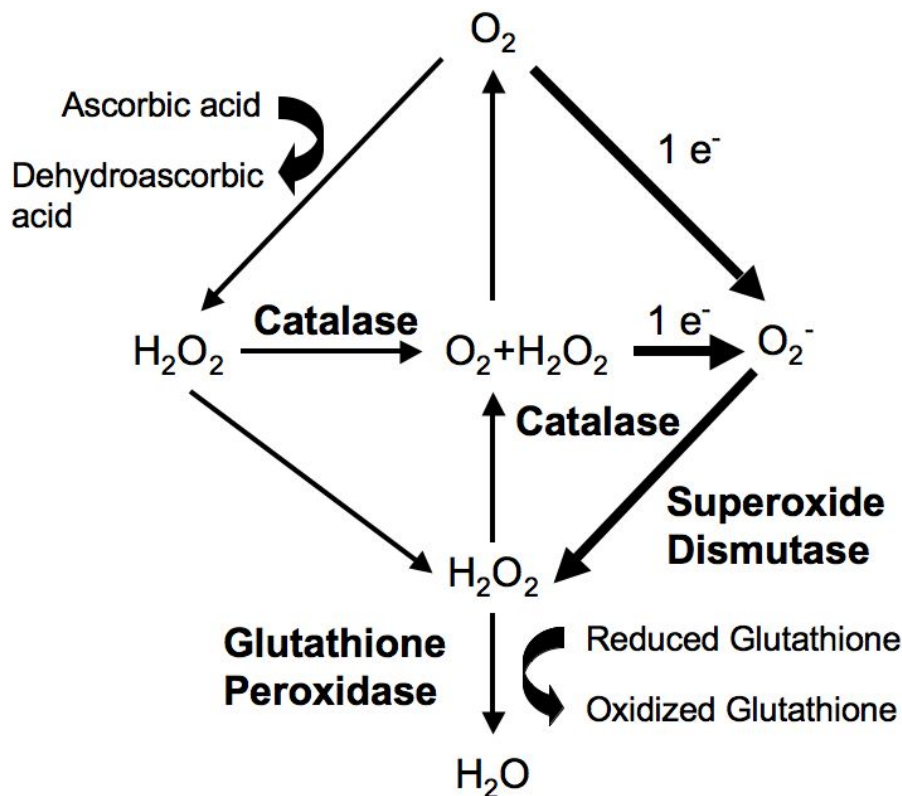 O₂
Ascorbic acid
1 e⁻
Dehydroascorbic
acid
Catalase
1 e⁻
H₂O₂
O₂+H₂O₂
O₂⁻
Catalase
Superoxide
Dismutase
H₂O₂
Glutathione
Peroxidase
Reduced Glutathione
Oxidized Glutathione
H₂O